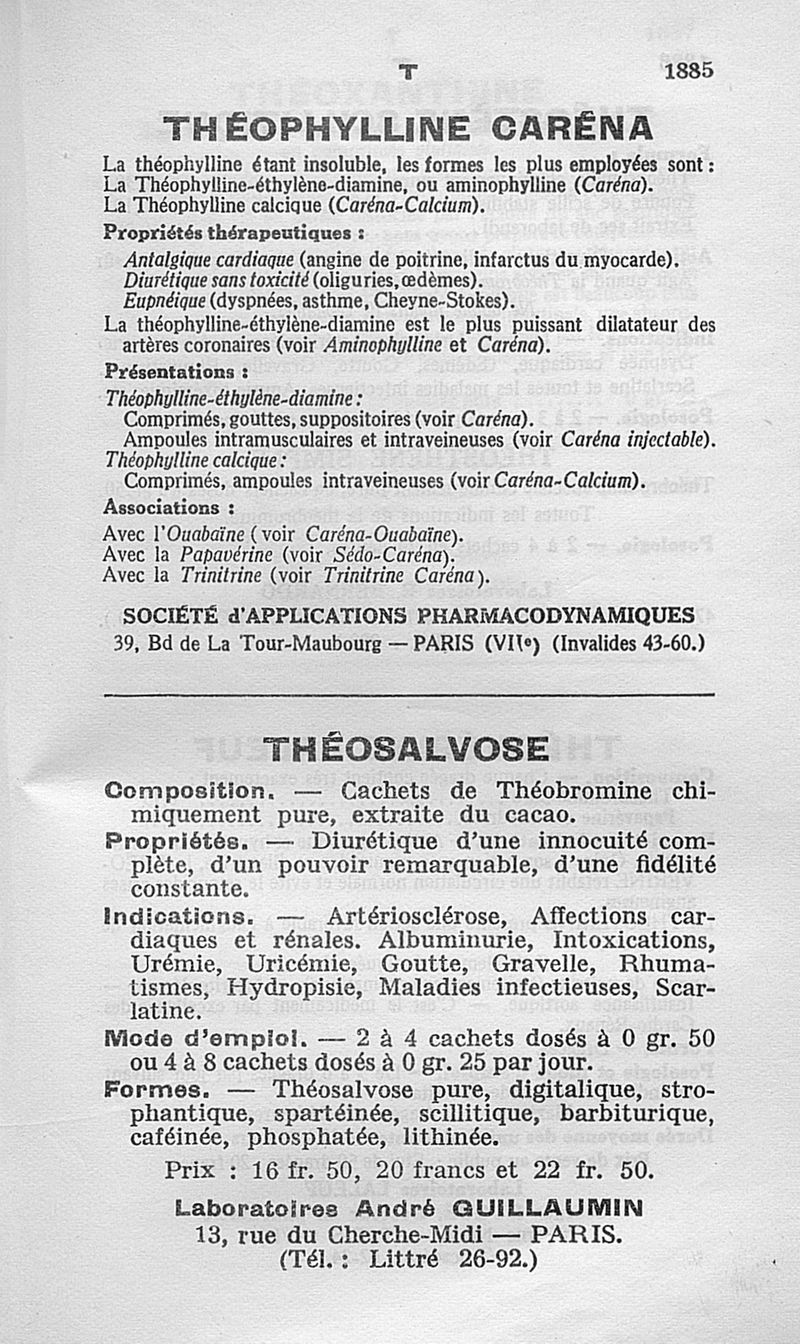 T 1885
THÉOPHYLLINE CARÉNA
La théophylline étant insoluble, les formes les plus employées sont :
La Théophylline-éthylène-diamine, ou aminophylline (Caréna).
La Théophylline calcique (Caréna-Calcium).
Propriétés thérapeutiques :
Antalgique cardiaque (angine de poitrine, infarctus du myocarde).
Diurétique sans toxicité (oliguries, œdèmes).
Eupnéique (dyspnées, asthme, Cheyne-Stokes).
La théophylline-éthylène-diamine est le plus puissant dilatateur des
artères coronaires (voir Aminophylline et Caréna).
Présentations :
Théophylline-éthylène-diamine :
Comprimés, gouttes, suppositoires (voir Caréna).
Ampoules intramusculaires et intraveineuses (voir Caréna injectable).
Théophylline calcique :
Comprimés, ampoules intraveineuses (voir Caréna-Calcium).
Associations :
Avec l'Ouabaïne (voir Caréna-Ouabaïne).
Avec la Papavérine (voir Sédo-Caréna).
Avec la Trinitrine (voir Trinitrine Caréna).
SOCIÉTÉ d'APPLICATIONS PHARMACODYNAMIQUES
39, Bd de La Tour-Maubourg — PARIS (VIIe) (Invalides 43-60.)
THÉOSALVOSE
Composition. — Cachets de Théobromine chi-
miquement pure, extraite du cacao.
Propriétés. — Diurétique d'une innocuité com-
plète, d'un pouvoir remarquable, d'une fidélité
constante.
Indications. — Artériosclérose, Affections car-
diaques et rénales. Albuminurie, Intoxications,
Urémie, Uricémie, Goutte, Gravelle, Rhuma-
tismes, Hydropisie, Maladies infectieuses, Scar-
latine.
Mode d'emploi. — 2 à 4 cachets dosés à 0 gr. 50
ou 4 à 8 cachets dosés à 0 gr. 25 par jour.
Formes. — Théosalvose pure, digitalique, stro-
phantique, spartéinée, scillitique, barbiturique,
caféinée, phosphatée, lithinée.
Prix : 16 fr. 50, 20 francs et 22 fr. 50.
Laboratoires André GUILLAUMIN
13, rue du Cherche-Midi — PARIS.
(Tél. : Littré 26-92.)